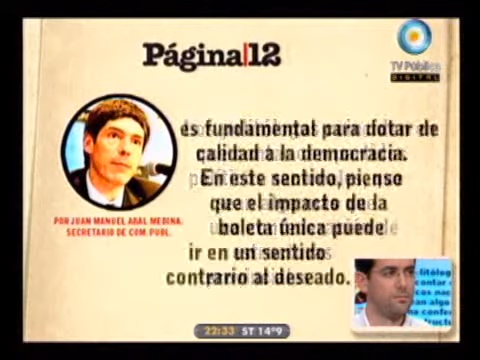 Página|12
TV Pública
DIGITAL
es fundamental para dotar de
calidad a la democracia.
En este sentido, pienso
que el impacto de la
boleta única puede
ir en un sentido
contrario al deseado.
POR JUAN MANUEL ABAL MEDINA.
SECRETARIO DE COM. PUBL.
22:33 ST 14º9